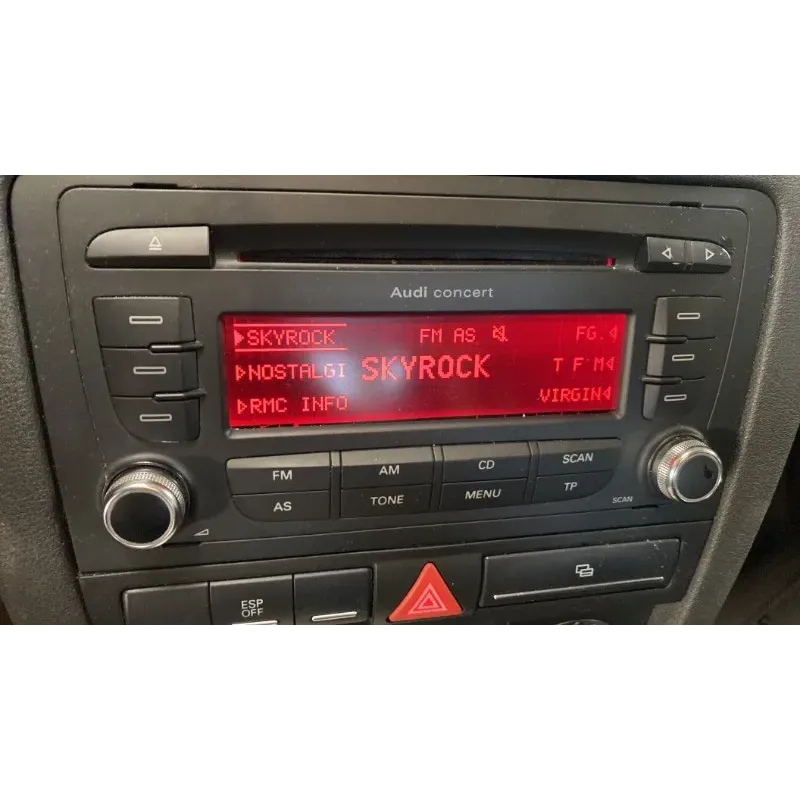 Audi concert
SKYROCK FM AS FG.
NOSTALGI SKYROCK T F'M
RMC INFO VIRGIN
FM AM CD SCAN
AS TONE MENU TP SCAN
ESP
OFF